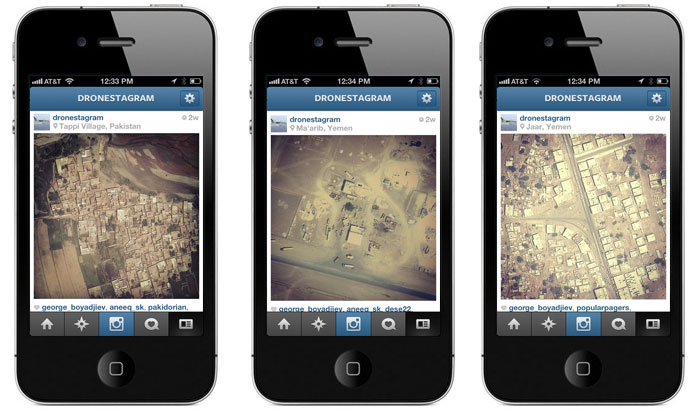 AT&T 12:33 PM
DRONESTAGRAM
dronestagram 2w
Tappi Village, Pakistan
george_boyadjiev, aneeq_sk, pakidorian,
AT&T 12:34 PM
DRONESTAGRAM
dronestagram 2w
Ma'arib, Yemen
george_boyadjiev, aneeq_sk, dese22
AT&T 12:34 PM
DRONESTAGRAM
dronestagram 2w
Jaar, Yemen
george_boyadjiev, popularpagers,